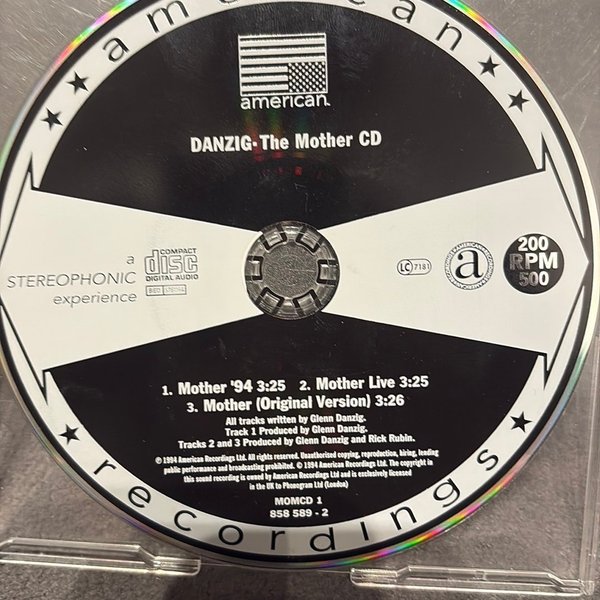 american
american
DANZIG·The Mother CD
a
STEREOPHONIC
experience
COMPACT
disc
DIGITAL AUDIO
LC 7181
a
200
RPM
500
1. Mother '94 3:25 2. Mother Live 3:25
3. Mother (Original Version) 3:26
All tracks written by Glenn Danzig.
Track 1 Produced by Glenn Danzig.
Tracks 2 and 3 Produced by Glenn Danzig and Rick Rubin.
℗ 1994 American Recordings Ltd. All rights reserved. Unauthorised copying, reproduction, hiring, lending
public performance and broadcasting prohibited. © 1994 American Recordings Ltd. The copyright in
this sound recording is owned by American Recordings Ltd and is exclusively licensed
in the UK to Phonogram Ltd (London)
MOMCD 1
858 589 - 2
recordings